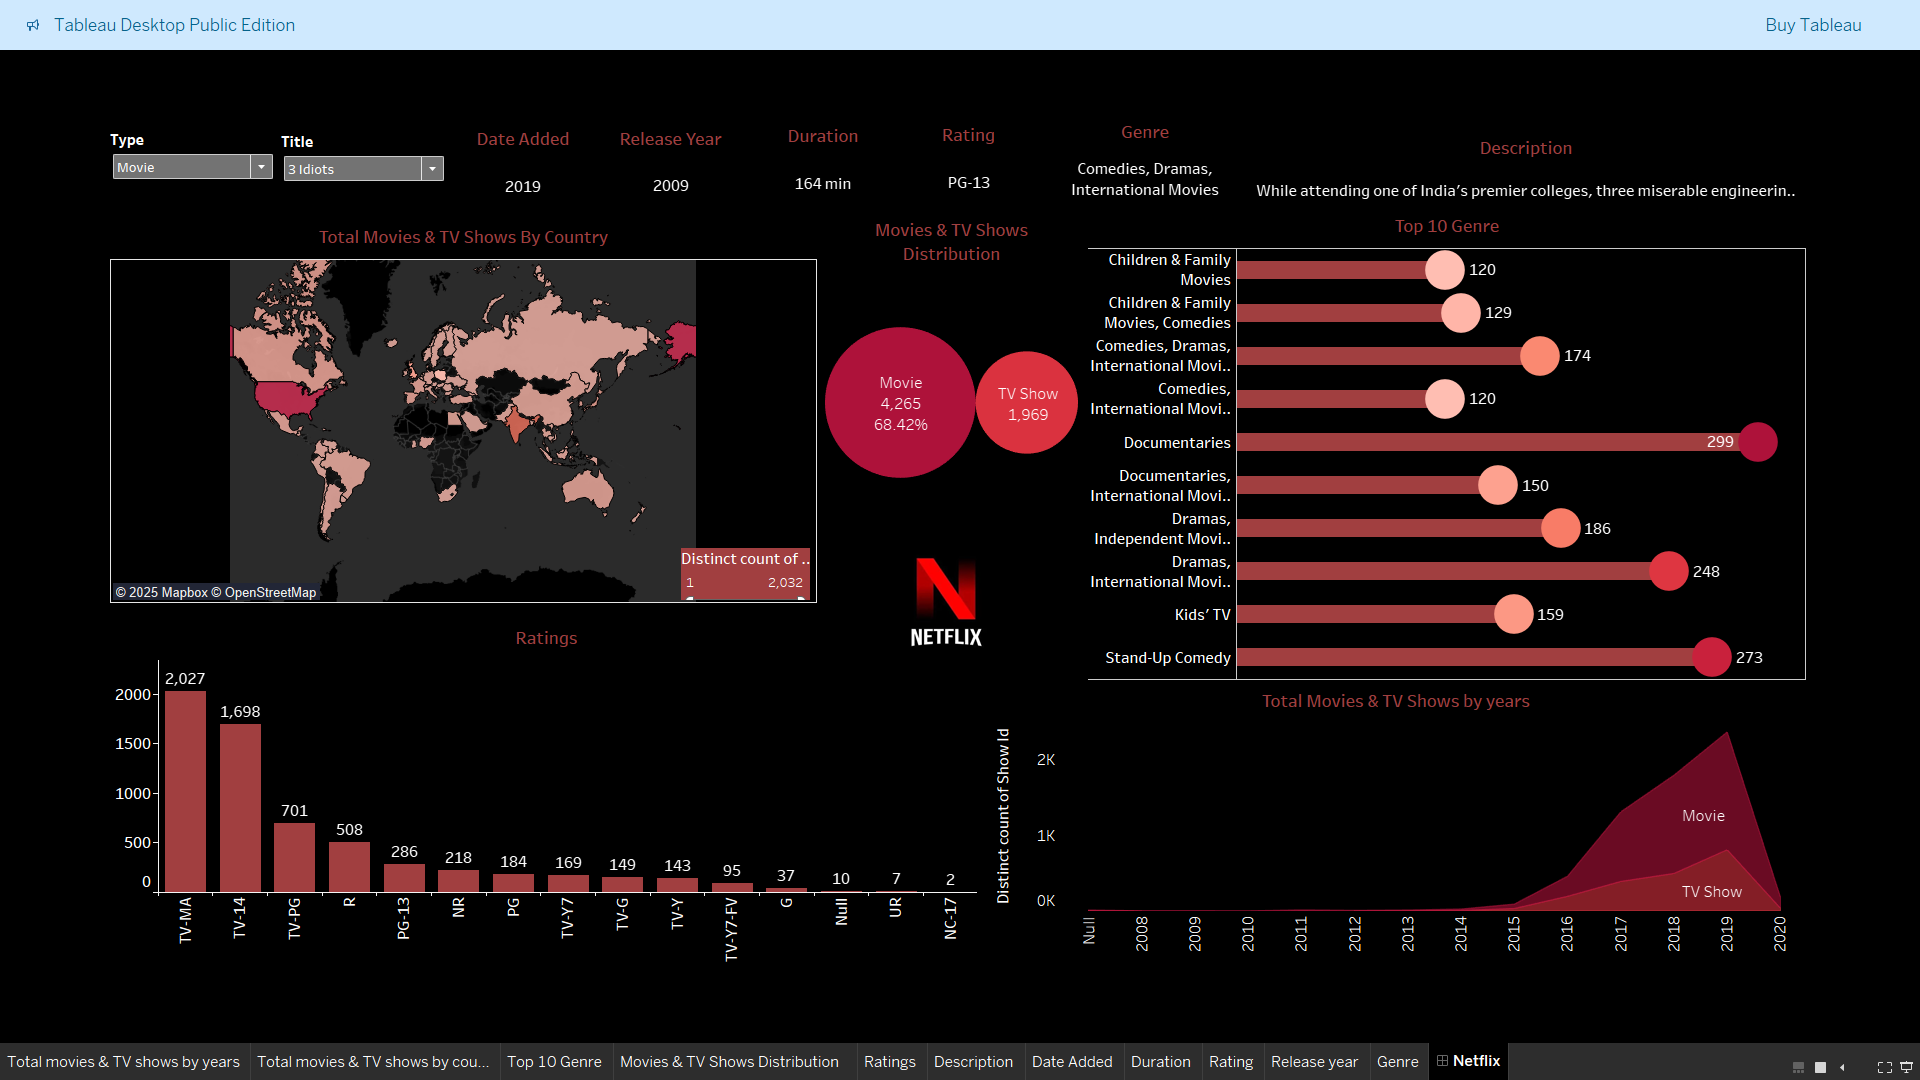 Tableau Desktop Public Edition
Buy Tableau
Type
Movie
Title
3 Idiots
Date Added
2019
Release Year
2009
Duration
164 min
Rating
PG-13
Genre
Comedies, Dramas,
International Movies
Description
While attending one of India's premier colleges, three miserable engineerin..
Total Movies & TV Shows By Country
© 2025 Mapbox © OpenStreetMap
Distinct count of ..
1
2,032
Movies & TV Shows
Distribution
Movie
4,265
68.42%
TV Show
1,969
NETFLIX
Top 10 Genre
Children & Family
Movies
120
Children & Family
Movies, Comedies
129
Comedies, Dramas,
International Movi..
174
Comedies,
International Movi..
120
Documentaries
299
Documentaries,
International Movi..
150
Dramas,
Independent Movi..
186
Dramas,
International Movi..
248
Kids' TV
159
Stand-Up Comedy
273
Ratings
2000
1500
1000
500
0
2,027
1,698
701
508
286
218
184
169
149
143
95
37
10
7
2
TV-MA
TV-14
TV-PG
R
PG-13
NR
PG
TV-Y7
TV-G
TV-Y
TV-Y7-FV
G
Null
UR
NC-17
Total Movies & TV Shows by years
Distinct count of Show Id
2K
1K
0K
Movie
TV Show
Null
2008
2009
2010
2011
2012
2013
2014
2015
2016
2017
2018
2019
2020
Total movies & TV shows by years
Total movies & TV shows by cou...
Top 10 Genre
Movies & TV Shows Distribution
Ratings
Description
Date Added
Duration
Rating
Release year
Genre
Netflix